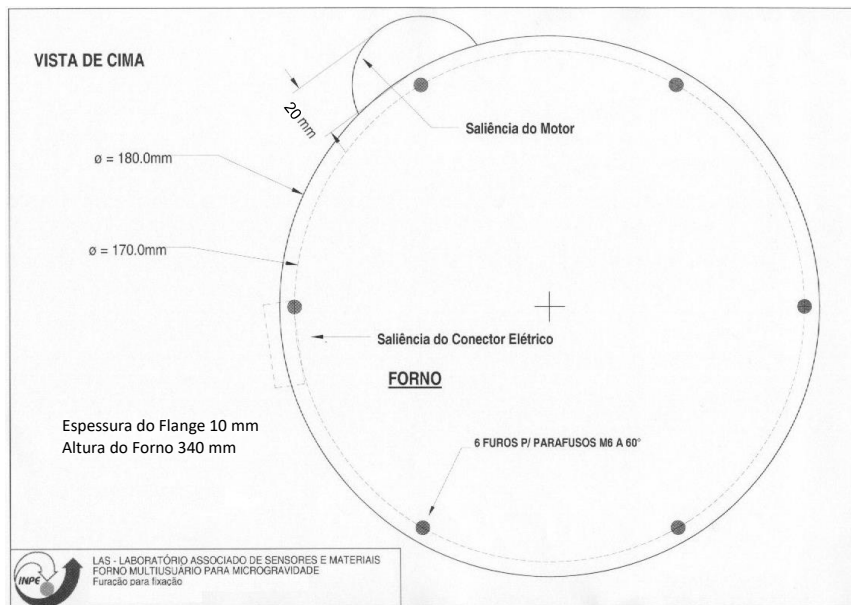 VISTA DE CIMA
20 mm
Saliência do Motor
ø = 180.0mm
ø = 170.0mm
Saliência do Conector Elétrico
FORNO
Espessura do Flange 10 mm
Altura do Forno 340 mm
6 FUROS P/ PARAFUSOS M6 A 60°
INPE
LAS - LABORATÓRIO ASSOCIADO DE SENSORES E MATERIAIS
FORNO MULTIUSUÁRIO PARA MICROGRAVIDADE
Furação para fixação